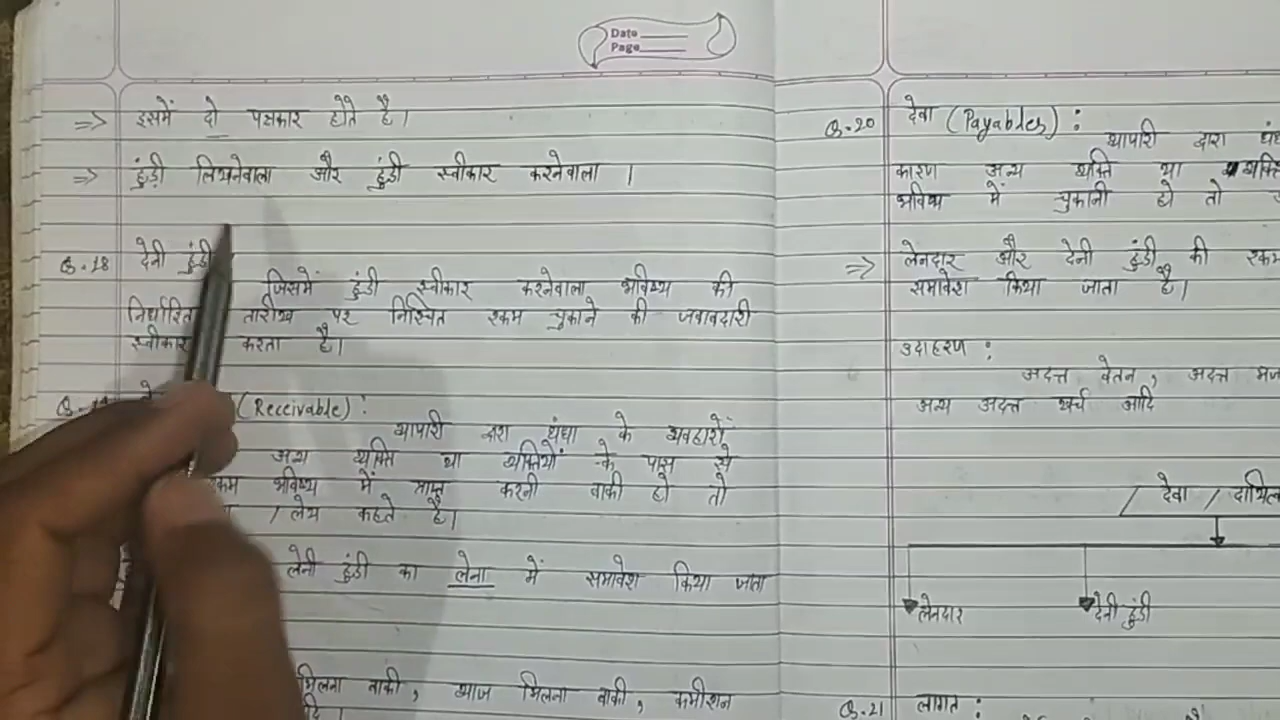 Date
Page
=> इसमें दो पक्षकार होते है।
=> हुंड़ी लिखनेवाला और हुंडी स्वीकार करनेवाला ।
Q.18 देनी हुंडी
जिसमें हुंडी स्वीकार करनेवाला भविष्य की
निर्धारित तारीख पर निश्चित रकम चुकाने की जवाबदारी
स्वीकार करता है।
(Receivable) :
व्यापारी द्वारा धंधा के व्यवहारों
अन्य व्यक्ति या व्यक्तियों के पास से
रकम भविष्य में प्राप्त करनी बाकी हो तो
/ लेय कहते है।
लेनी हुंडी का लेना में समावेश किया जाता
मिलना बाकी, ब्याज मिलना बाकी, कमीशन
Q.20 देवा (Payables) :
व्यापारी द्वारा
कारण अन्य व्यक्ति या
भविष्य में चुकानी हो तो
=> लेनदार और देनी हुंडी की रकम
समावेश किया जाता है।
उदाहरण :
अदत्त वेतन, अदत्त
अन्य अदत्त खर्च आदि
/ देवा /
लेनदार देनी हुंडी
Q.21 लागत :